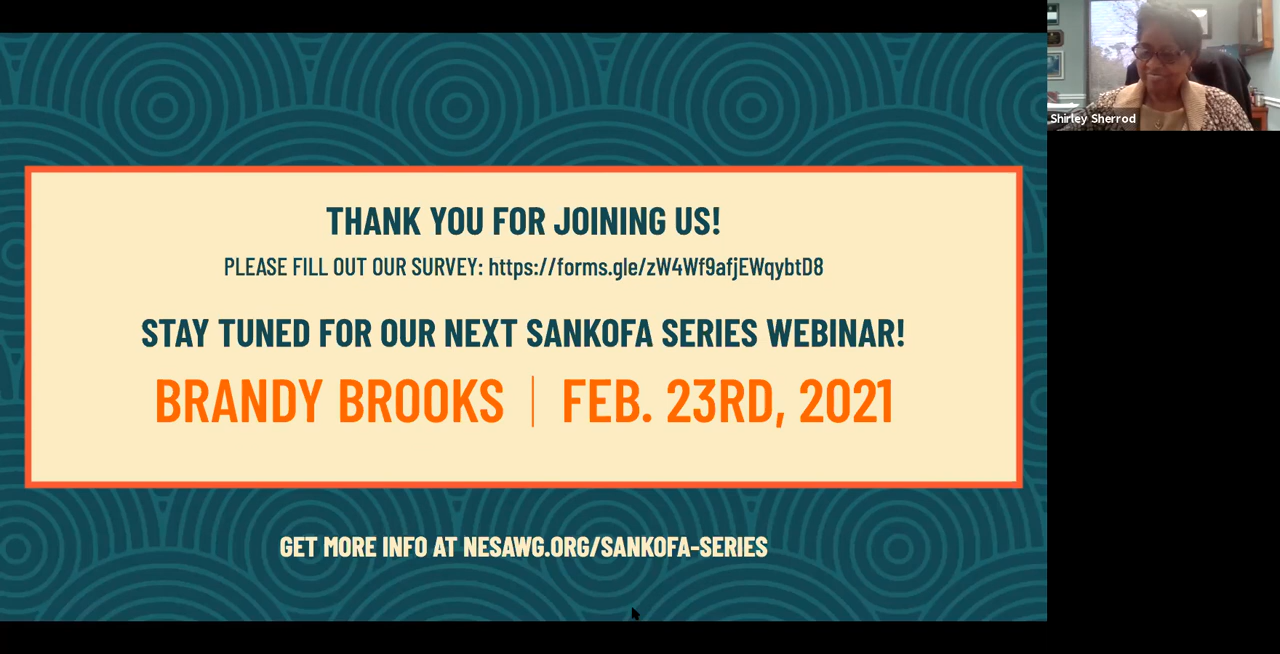 THANK YOU FOR JOINING US!
PLEASE FILL OUT OUR SURVEY: https://forms.gle/zW4Wf9afjEWqybtD8
STAY TUNED FOR OUR NEXT SANKOFA SERIES WEBINAR!
BRANDY BROOKS | FEB. 23RD, 2021
GET MORE INFO AT NESAWG.ORG/SANKOFA-SERIES
Shirley Sherrod